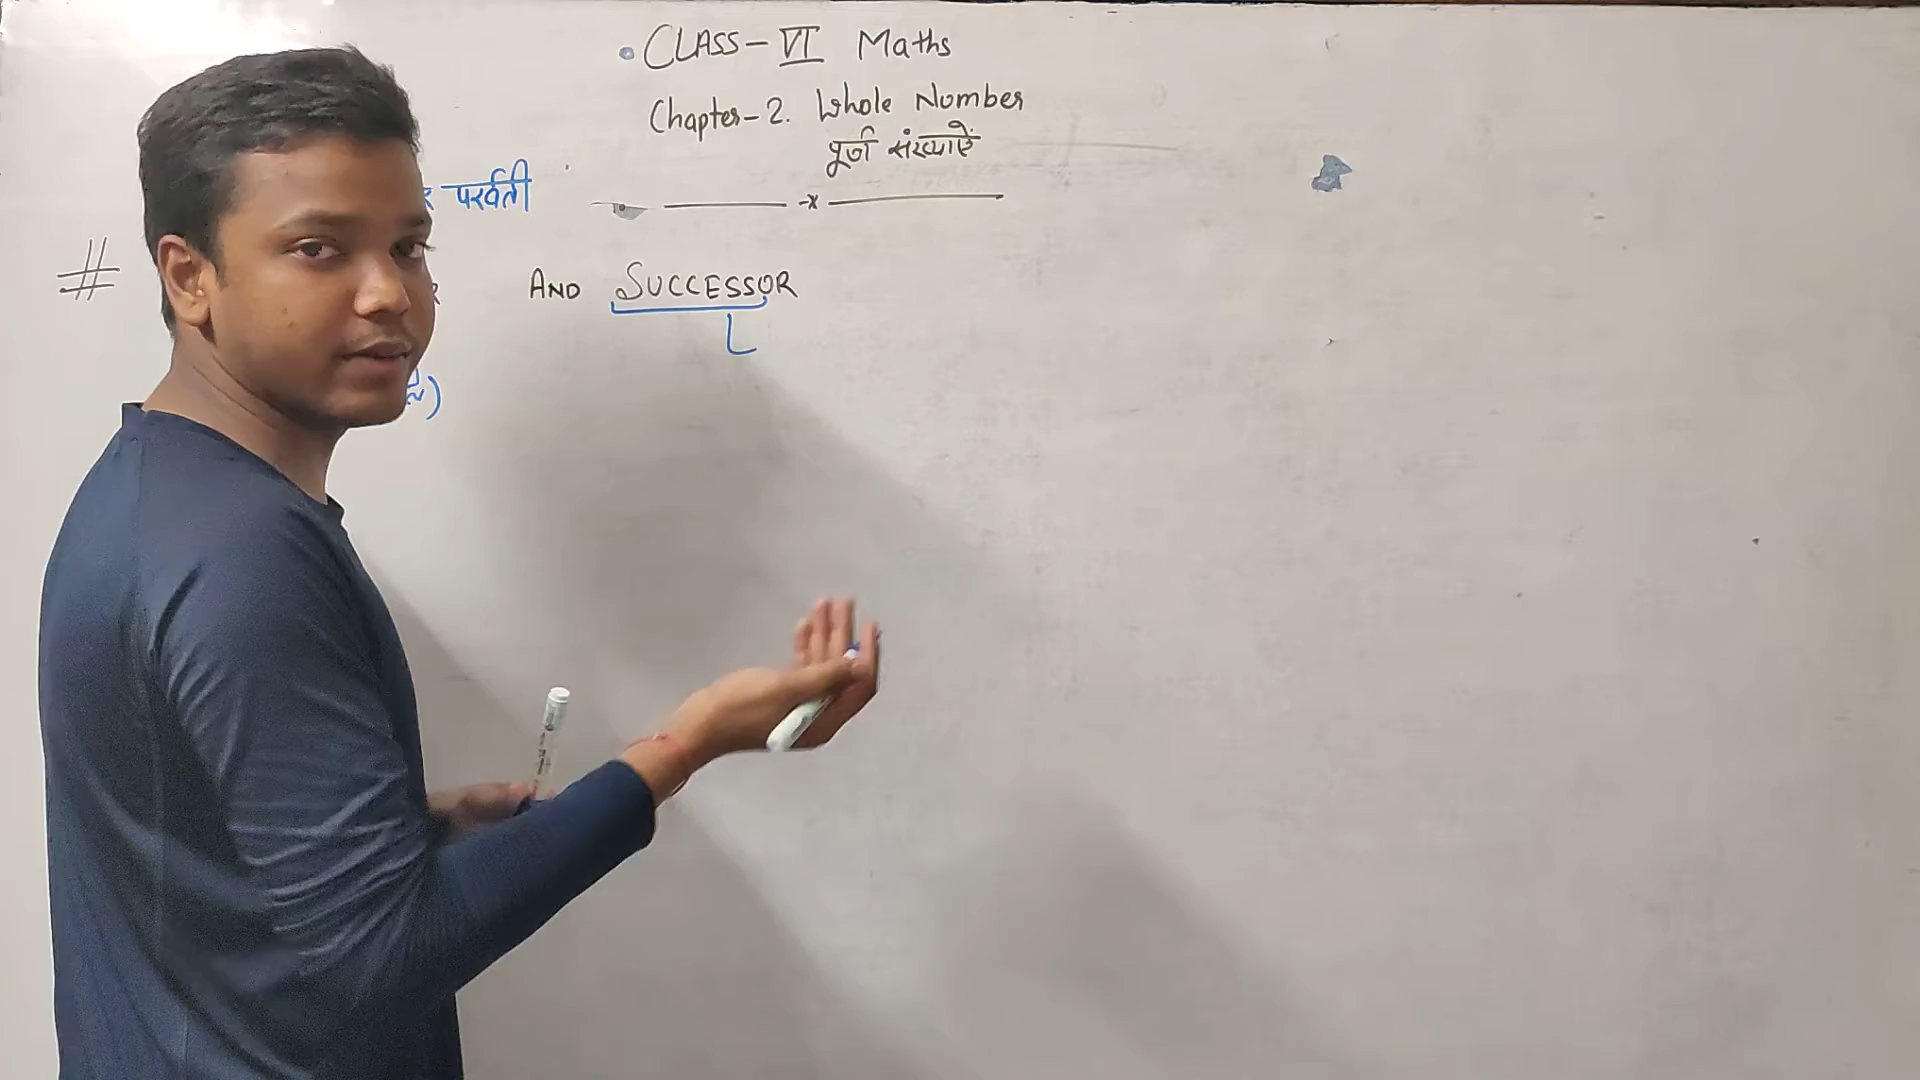 CLASS-VI Maths
Chapter-2. Whole Number
पूर्ण संख्याएँ
परवर्ती
# AND SUCCESSOR